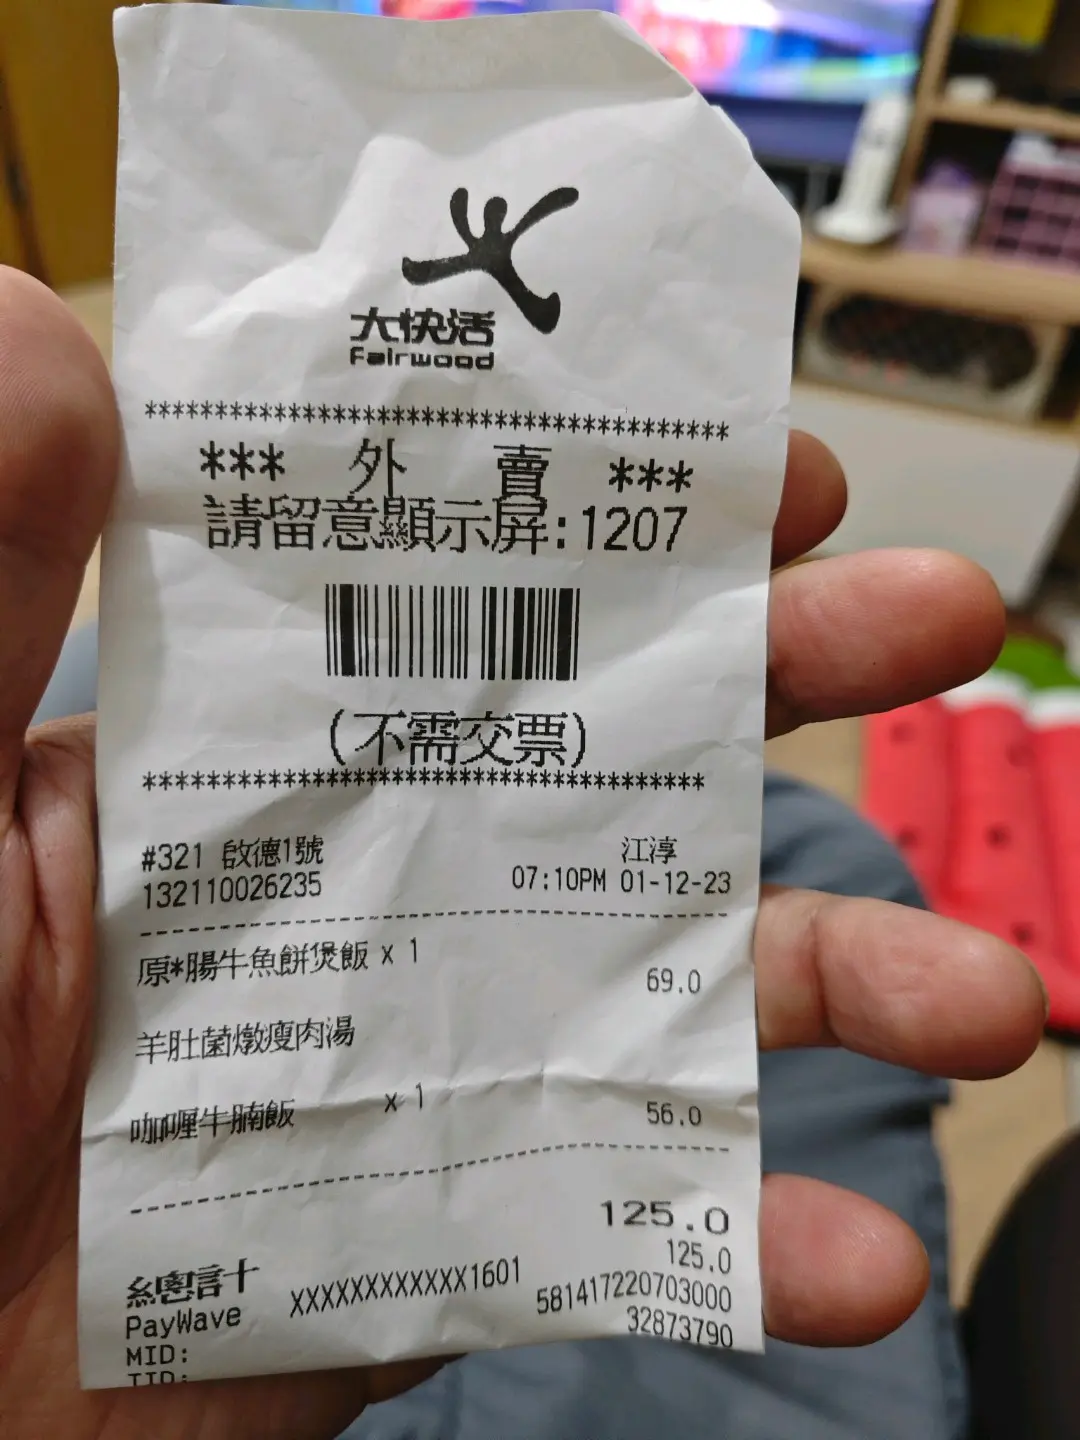 大快活
Fairwood
****************************************
*** 外 賣 ***
請留意顯示屏:1207
(不需交票)
****************************************
#321 啟德1號 江淳
132110026235 07:10PM 01-12-23
原*腸牛魚餅煲飯 x 1 69.0
羊肚菌燉瘦肉湯
咖喱牛腩飯 x 1 56.0
總計 125.0
PayWave XXXXXXXXXXXX1601 125.0
MID: 581417220703000
TID: 32873790